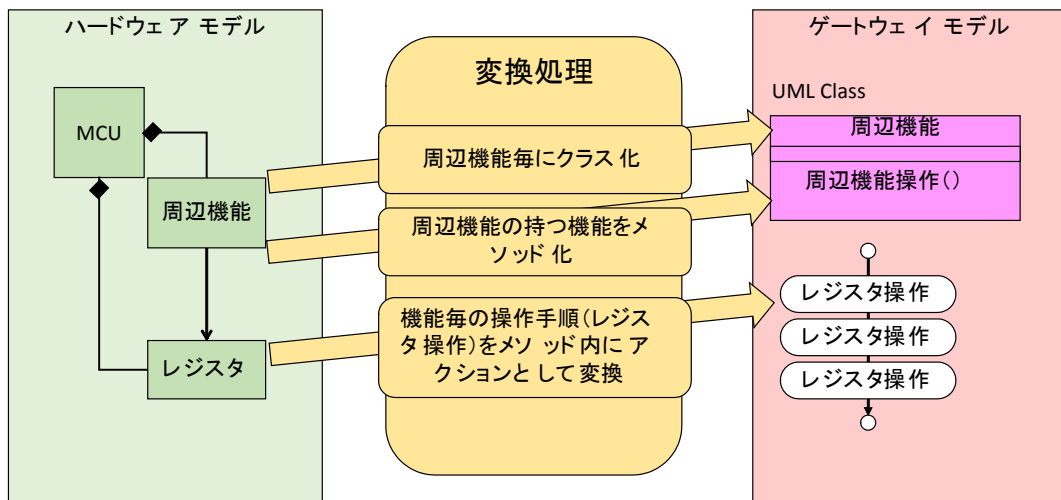 ハードウェア モデル
MCU
周辺機能
レジスタ
変換処理
周辺機能毎にクラス化
周辺機能の持つ機能をメ
ソッド化
機能毎の操作手順（レジス
タ操作）をメソッド内にア
クションとして変換
ゲートウェイ モデル
UML Class
周辺機能
周辺機能操作（）
レジスタ操作
レジスタ操作
レジスタ操作